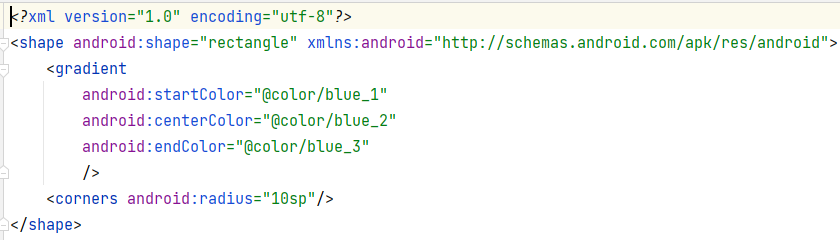 <?xml version="1.0" encoding="utf-8"?>
<shape android:shape="rectangle" xmlns:android="http://schemas.android.com/apk/res/android">
    <gradient
        android:startColor="@color/blue_1"
        android:centerColor="@color/blue_2"
        android:endColor="@color/blue_3"
        />
    <corners android:radius="10sp"/>
</shape>